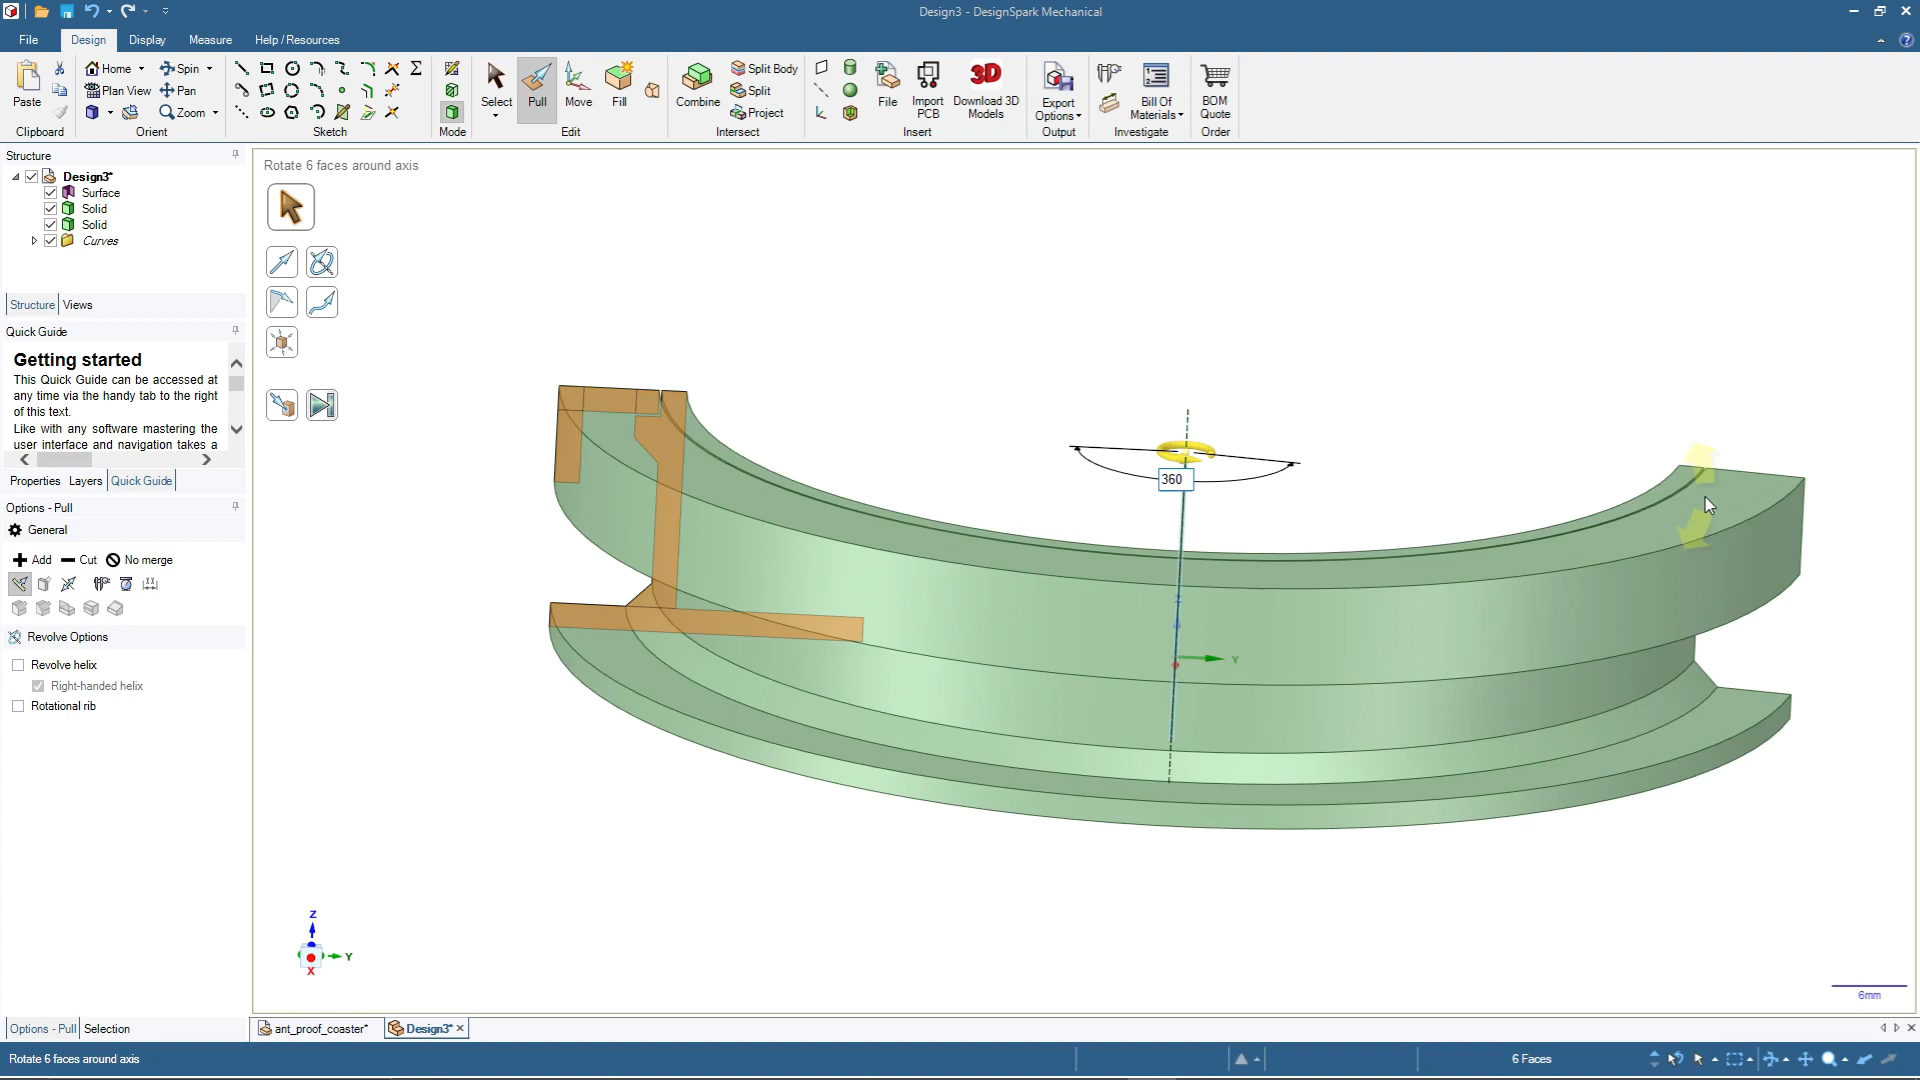 Design3 - DesignSpark Mechanical
File Design Display Measure Help / Resources
Paste
Home Spin
Plan View Pan
Zoom
Select Pull Move Fill
Combine
Split Body
Split
Project
File
Import PCB
Download 3D Models
3D
Export Options
Bill Of Materials
BOM Quote
Clipboard Orient Sketch Mode Edit Intersect Insert Output Investigate Order
Structure
Design3*
Surface
Solid
Solid
Curves
Structure Views
Quick Guide
Getting started
This Quick Guide can be accessed at
any time via the handy tab to the right
of this text.
Like with any software mastering the
user interface and navigation takes a
Properties Layers Quick Guide
Options - Pull
General
Add Cut No merge
Revolve Options
Revolve helix
Right-handed helix
Rotational rib
Options - Pull Selection
Rotate 6 faces around axis
360
Z
Y
Z
Y
X
6mm
ant_proof_coaster* Design3*
Rotate 6 faces around axis
6 Faces